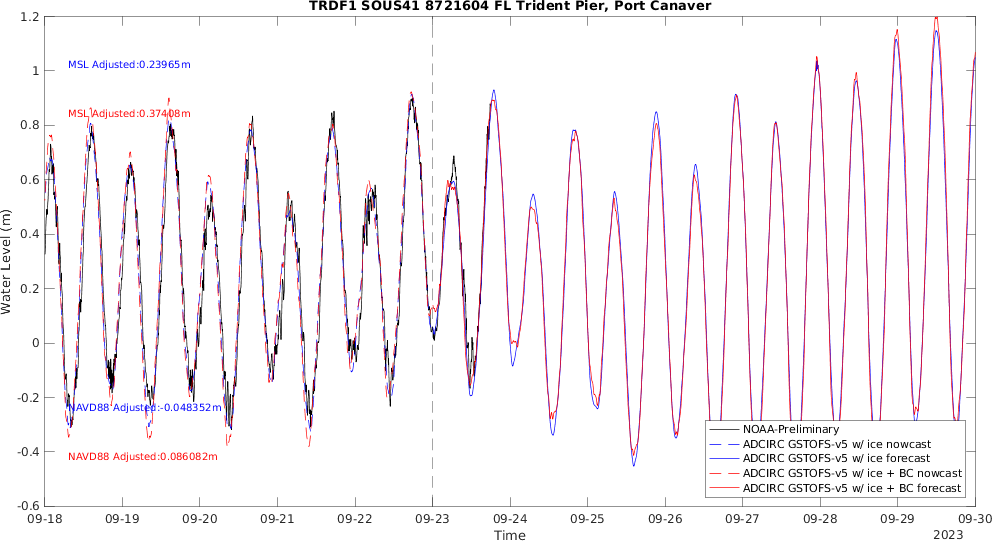 TRDF1 SOUS41 8721604 FL Trident Pier, Port Canaver
Water Level (m)
1.2
1
0.8
0.6
0.4
0.2
0
-0.2
-0.4
-0.6
MSL Adjusted:0.23965m
MSL Adjusted:0.37408m
NAVD88 Adjusted:-0.048352m
NAVD88 Adjusted:0.086082m
NOAA-Preliminary
ADCIRC GSTOFS-v5 w/ ice nowcast
ADCIRC GSTOFS-v5 w/ ice forecast
ADCIRC GSTOFS-v5 w/ ice + BC nowcast
ADCIRC GSTOFS-v5 w/ ice + BC forecast
09-18 09-19 09-20 09-21 09-22 09-23 09-24 09-25 09-26 09-27 09-28 09-29 09-30
Time
2023